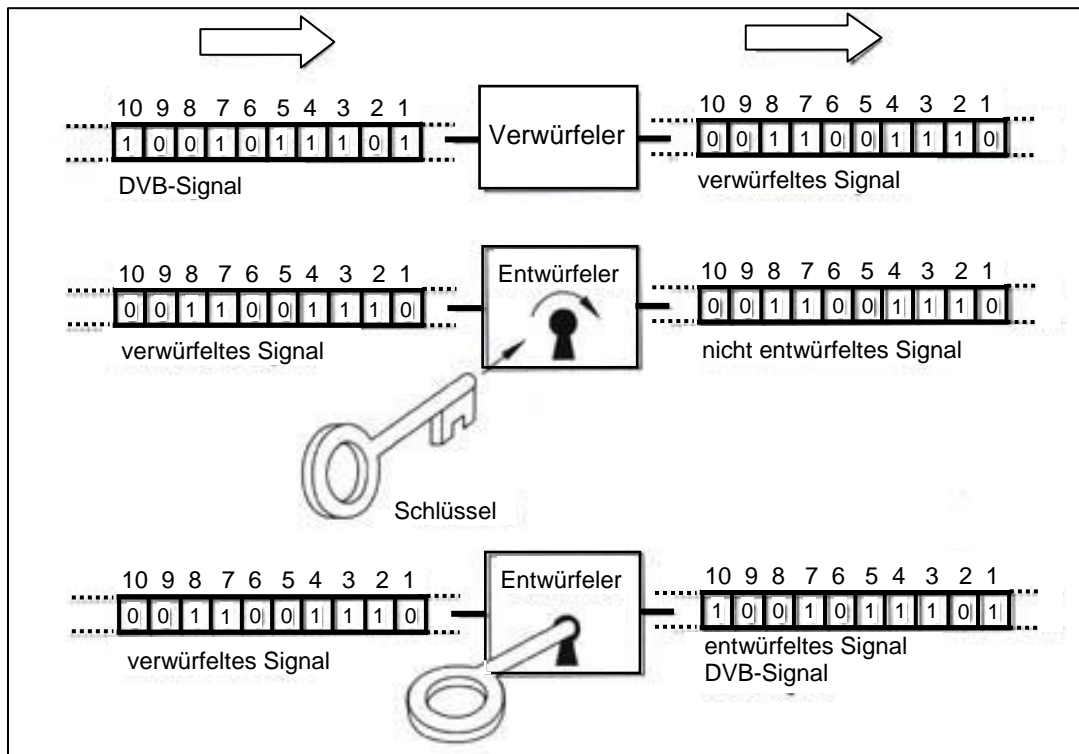 10 9 8 7 6 5 4 3 2 1
1 0 0 1 0 1 1 1 0 1
DVB-Signal
Verwürfeler
10 9 8 7 6 5 4 3 2 1
0 0 1 1 0 0 1 1 1 0
verwürfeltes Signal
10 9 8 7 6 5 4 3 2 1
0 0 1 1 0 0 1 1 1 0
verwürfeltes Signal
Entwürfeler
10 9 8 7 6 5 4 3 2 1
0 0 1 1 0 0 1 1 1 0
nicht entwürfeltes Signal
Schlüssel
10 9 8 7 6 5 4 3 2 1
0 0 1 1 0 0 1 1 1 0
verwürfeltes Signal
Entwürfeler
10 9 8 7 6 5 4 3 2 1
1 0 0 1 0 1 1 1 0 1
entwürfeltes Signal
DVB-Signal